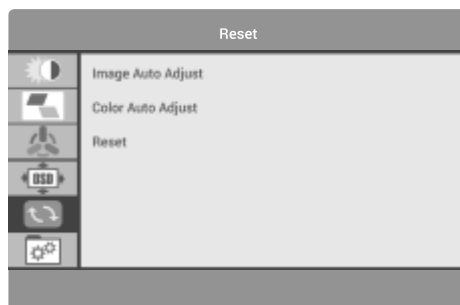 Reset
Image Auto Adjust
Color Auto Adjust
Reset
OSD